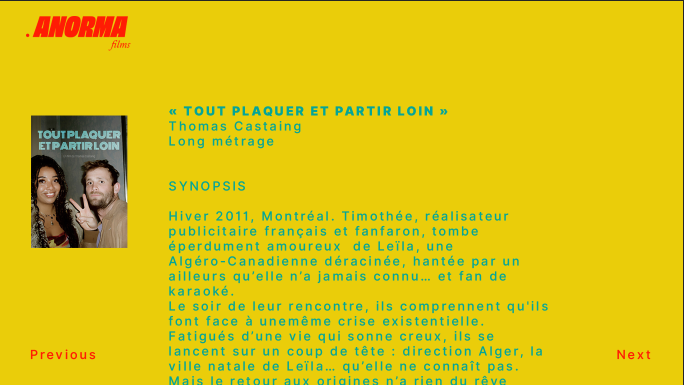 .ANORMA
films
« TOUT PLAQUER ET PARTIR LOIN »
Thomas Castaing
Long métrage
TOUT PLAQUER
ET PARTIR LOIN
SYNOPSIS
Hiver 2011, Montréal. Timothée, réalisateur
publicitaire français et fanfaron, tombe
éperdument amoureux  de Leïla, une
Algéro-Canadienne déracinée, hantée par un
ailleurs qu'elle n'a jamais connu... et fan de
karaoké.
Le soir de leur rencontre, ils comprennent qu'ils
font face à unemême crise existentielle.
Fatigués d'une vie qui sonne creux, ils se
lancent sur un coup de tête : direction Alger, la
ville natale de Leïla... qu'elle ne connaît pas.
Mais le retour aux origines n'a rien du rêve
Previous
Next